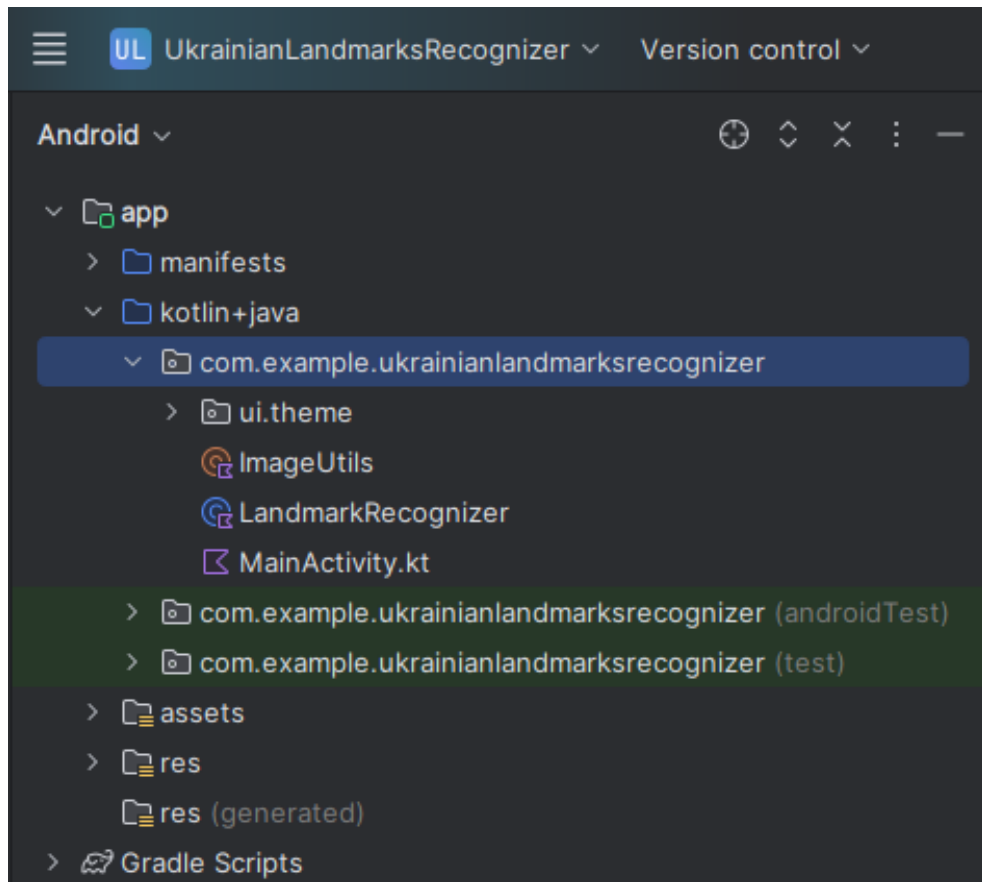 UL UkrainianLandmarksRecognizer Version control
Android
app
manifests
kotlin+java
com.example.ukrainianlandmarksrecognizer
ui.theme
ImageUtils
LandmarkRecognizer
MainActivity.kt
com.example.ukrainianlandmarksrecognizer (androidTest)
com.example.ukrainianlandmarksrecognizer (test)
assets
res
res (generated)
Gradle Scripts